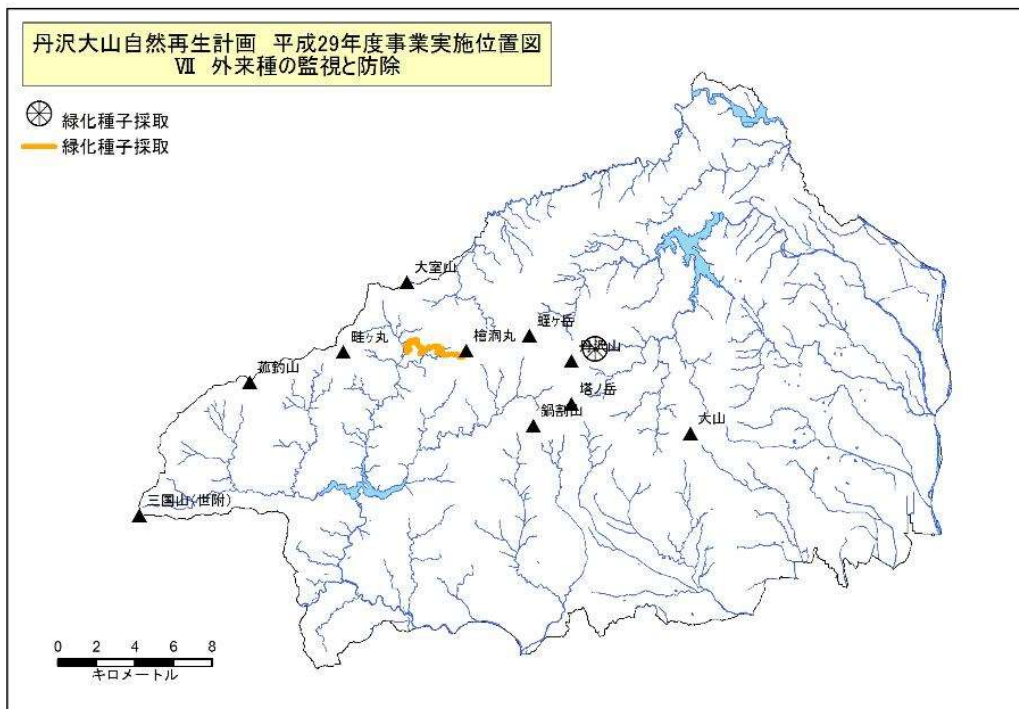 丹沢大山自然再生計画 平成29年度事業実施位置図
Ⅶ 外来種の監視と防除
緑化種子採取
緑化種子採取
大室山
畦ヶ丸
檜洞丸
蛭ヶ岳
丹沢山
菰釣山
塔ノ岳
鍋割山
大山
三国山(世附)
0 2 4 6 8
キロメートル